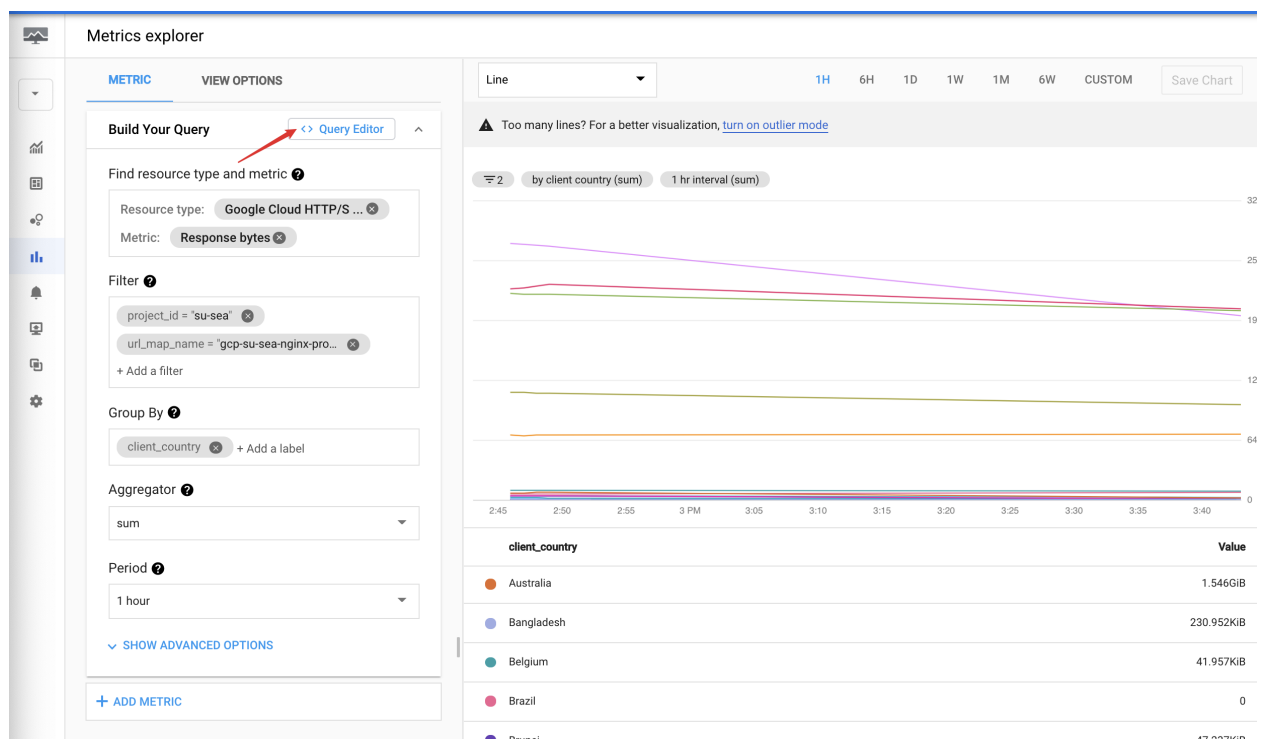 Metrics explorer
METRIC
VIEW OPTIONS
Build Your Query
<> Query Editor
Find resource type and metric
Resource type: Google Cloud HTTP/S ...
Metric: Response bytes
Filter
project_id = "su-sea"
url_map_name = "gcp-su-sea-nginx-pro...
+ Add a filter
Group By
client_country + Add a label
Aggregator
sum
Period
1 hour
SHOW ADVANCED OPTIONS
+ ADD METRIC
Line
1H 6H 1D 1W 1M 6W CUSTOM Save Chart
Too many lines? For a better visualization, turn on outlier mode
2 by client country (sum) 1 hr interval (sum)
32
25
19
12
64
0
2:45 2:50 2:55 3 PM 3:05 3:10 3:15 3:20 3:25 3:30 3:35 3:40
client_country Value
Australia 1.546GiB
Bangladesh 230.952KiB
Belgium 41.957KiB
Brazil 0